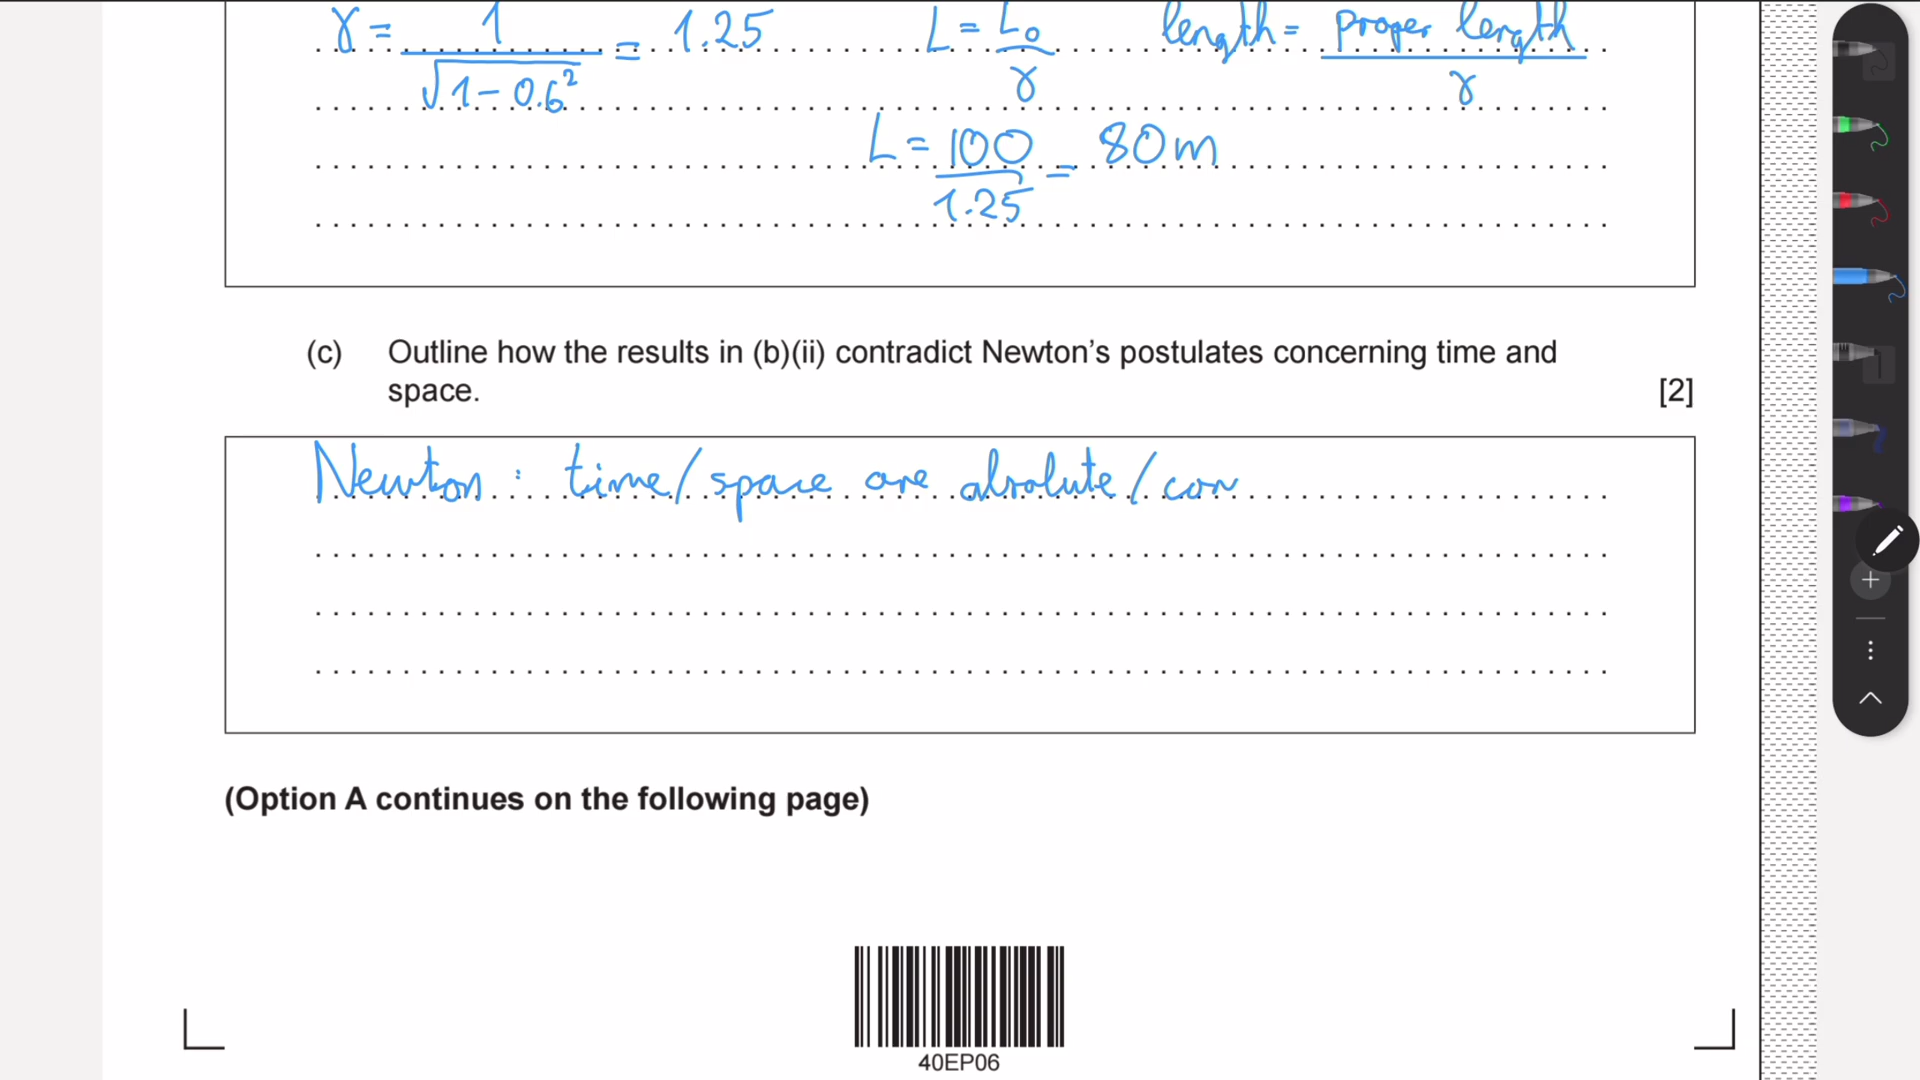 γ = 1 / √1 - 0.6² = 1.25 L = L₀ / γ length = proper length / γ
L = 100 / 1.25 = 80m
(c) Outline how the results in (b)(ii) contradict Newton's postulates concerning time and
space. [2]
Newton : time/space are absolute/con
(Option A continues on the following page)
40EP06